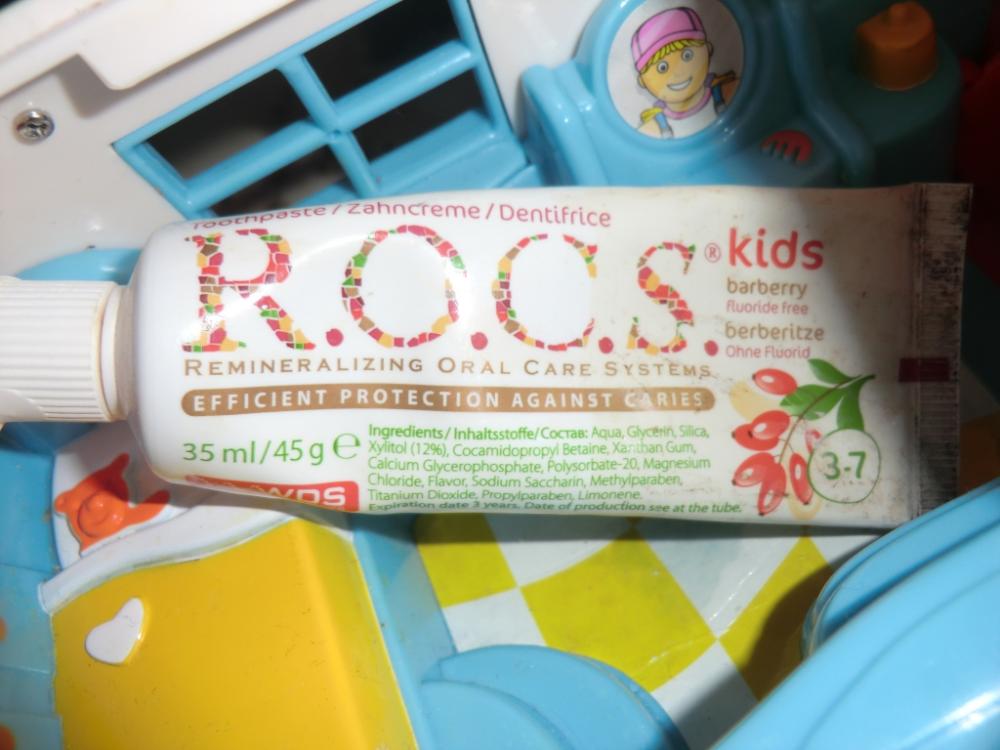 Toothpaste / Zahncreme / Dentifrice
R.O.C.S.® kids
barberry
fluoride free
berberitze
Ohne Fluorid
REMINERALIZING ORAL CARE SYSTEMS
EFFICIENT PROTECTION AGAINST CARIES
35 ml/45 g e
Ingredients/Inhaltsstoffe/Состав: Aqua, Glycerin, Silica,
Xylitol (12%), Cocamidopropyl Betaine, Xanthan Gum,
Calcium Glycerophosphate, Polysorbate-20, Magnesium
Chloride, Flavor, Sodium Saccharin, Methylparaben,
Titanium Dioxide, Propylparaben, Limonene.
Expiration date 3 years. Date of production see at the tube.
3-7